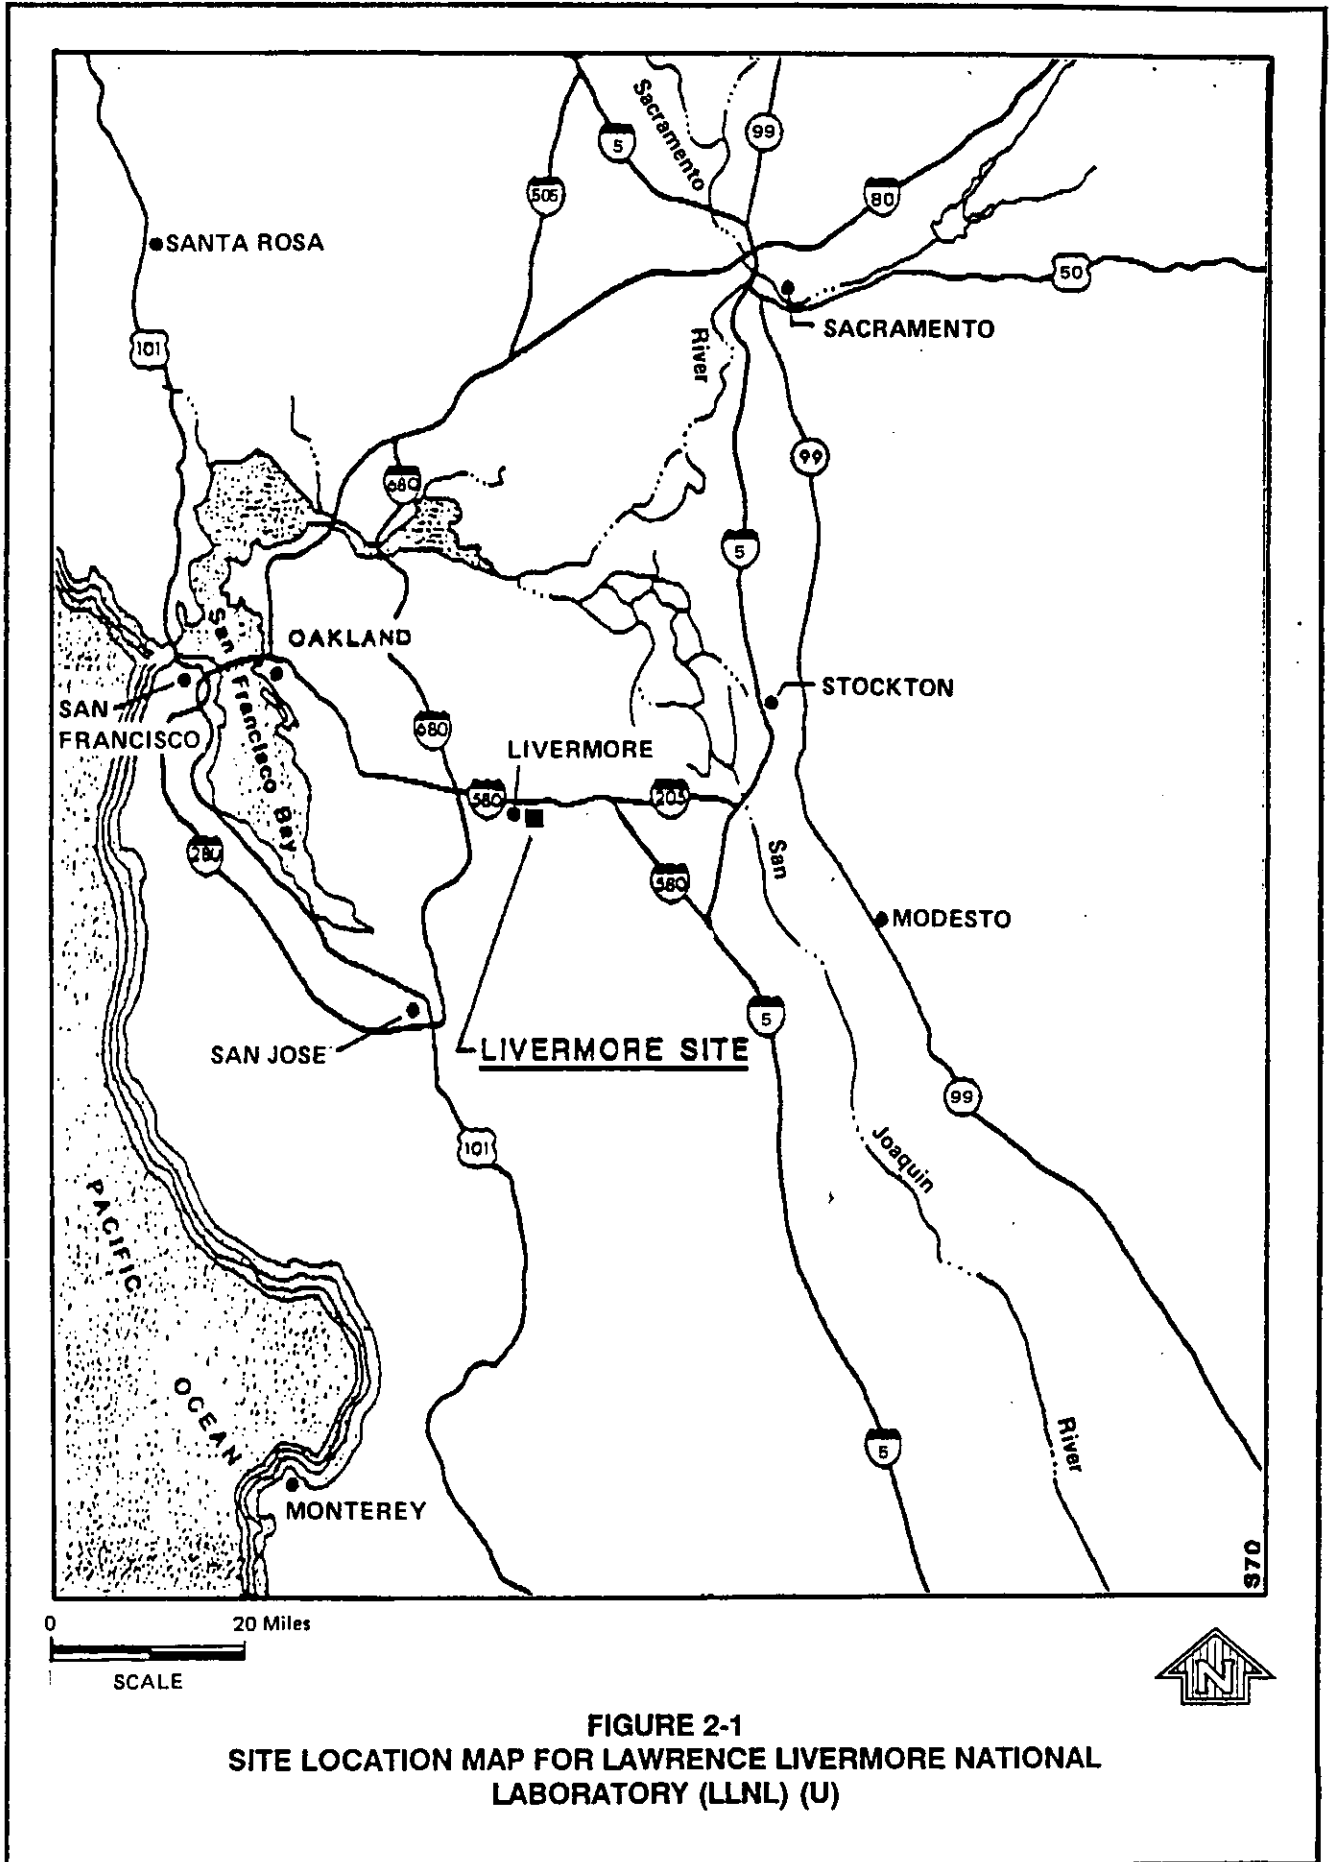 Sacramento
5
99
505
80
SANTA ROSA
50
SACRAMENTO
101
River
99
680
5
San Francisco Bay
OAKLAND
STOCKTON
SAN
FRANCISCO
680
LIVERMORE
580
205
280
San
580
MODESTO
5
SAN JOSE
LIVERMORE SITE
99
101
Joaquin
PACIFIC
OCEAN
River
5
MONTEREY
S70
0 20 Miles
SCALE
N
FIGURE 2-1
SITE LOCATION MAP FOR LAWRENCE LIVERMORE NATIONAL
LABORATORY (LLNL) (U)